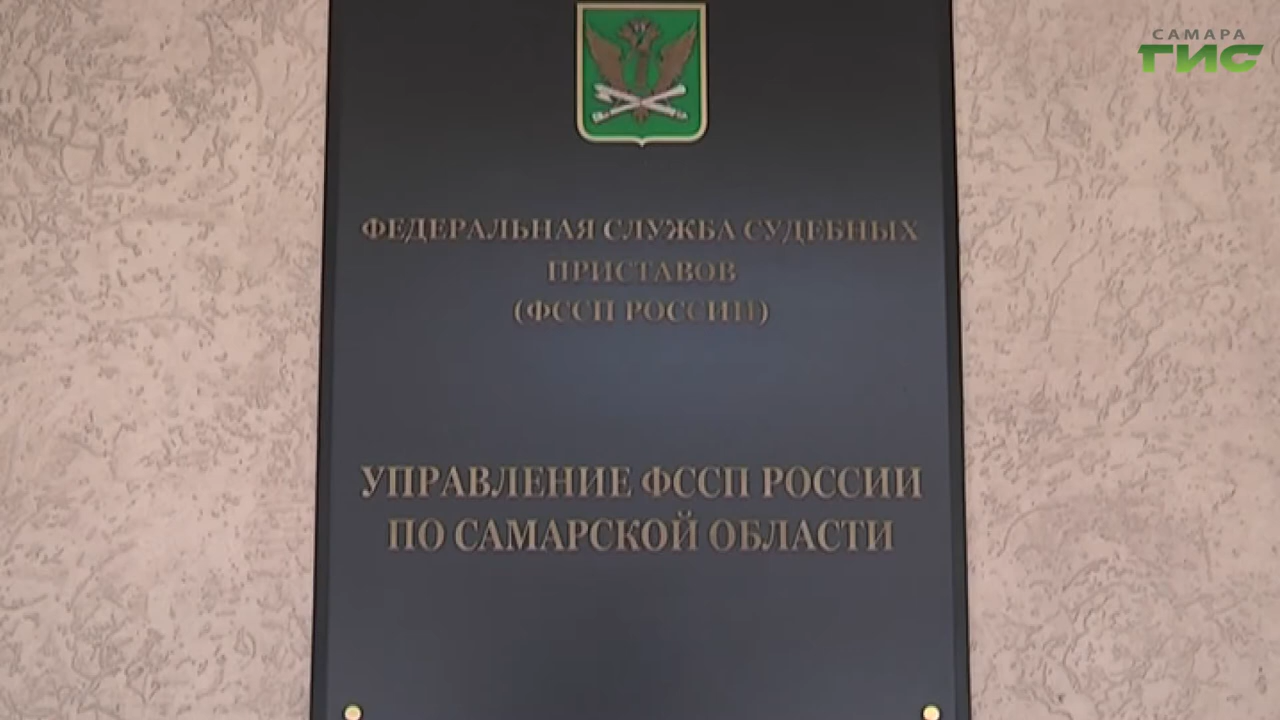 САМАРА
ГИС
ФЕДЕРАЛЬНАЯ СЛУЖБА СУДЕБНЫХ
ПРИСТАВОВ
(ФССП РОССИИ)
УПРАВЛЕНИЕ ФССП РОССИИ
ПО САМАРСКОЙ ОБЛАСТИ